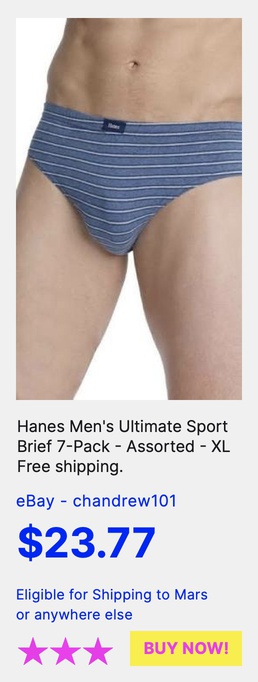 Hanes
Hanes Men's Ultimate Sport
Brief 7-Pack - Assorted - XL
Free shipping.
eBay - chandrew101
$23.77
Eligible for Shipping to Mars
or anywhere else
BUY NOW!